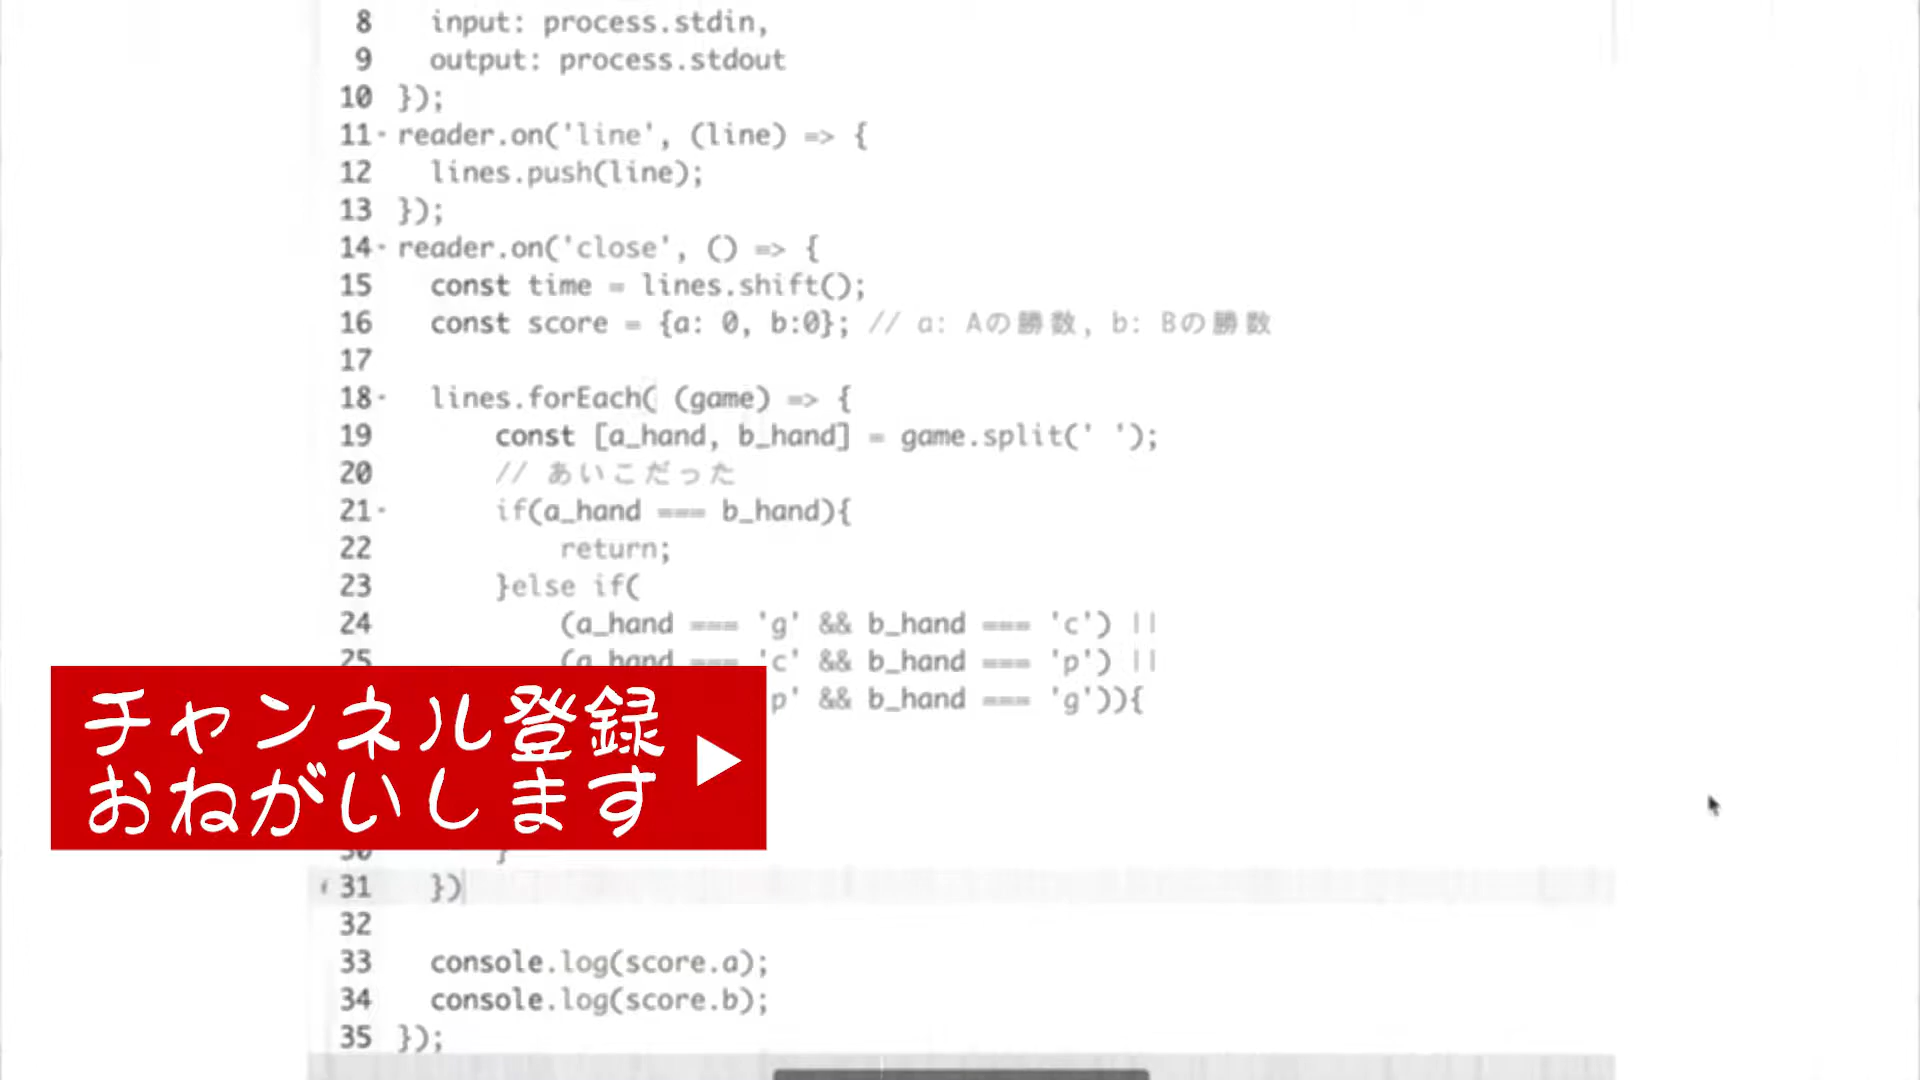 8 input: process.stdin,
9 output: process.stdout
10 });
11 reader.on('line', (line) => {
12 lines.push(line);
13 });
14 reader.on('close', () => {
15 const time = lines.shift();
16 const score = {a: 0, b:0}; // a: Aの勝数, b: Bの勝数
17
18 lines.forEach( (game) => {
19 const [a_hand, b_hand] = game.split(' ');
20 // あいこだった
21 if(a_hand === b_hand){
22 return;
23 }else if(
24 (a_hand === 'g' && b_hand === 'c') ||
25 (a_hand === 'c' && b_hand === 'p') ||
p' && b_hand === 'g')){
チャンネル登録
おねがいします
30 }
31 })
32
33 console.log(score.a);
34 console.log(score.b);
35 });